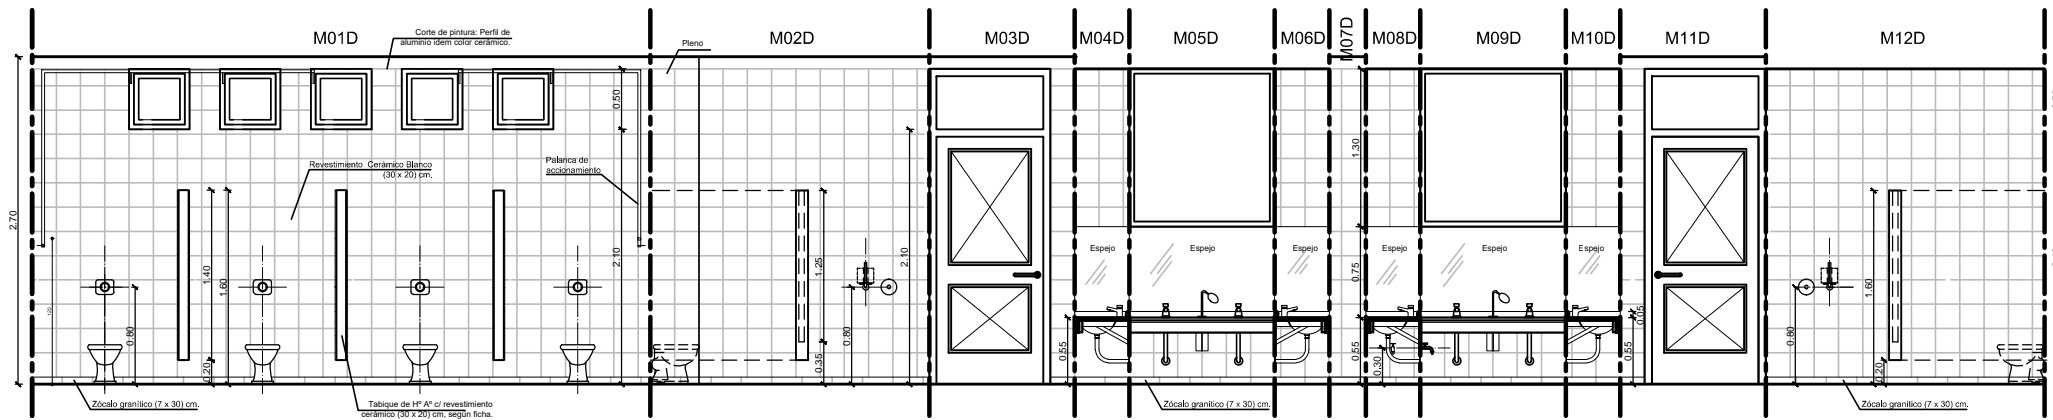 M01D
M02D
M03D
M04D
M05D
M06D
M07D
M08D
M09D
M10D
M11D
M12D
Corte de pintura: Perfil de
aluminio idem color cerámico.
Pleno
Revestimiento Cerámico Blanco
(30 x 20) cm.
Palanca de
accionamiento
Espejo
Espejo
Espejo
Espejo
Espejo
Espejo
2.70
0.50
2.10
1.40
1.60
0.80
0.20
1.20
1.25
0.35
0.80
2.10
0.55
1.30
0.75
0.55
0.30
0.05
0.55
0.80
1.60
0.20
Zócalo granítico (7 x 30) cm.
Tabique de Hº Aº c/ revestimiento
cerámico (30 x 20) cm, según ficha.
Zócalo granítico (7 x 30) cm.
Zócalo granítico (7 x 30) cm.